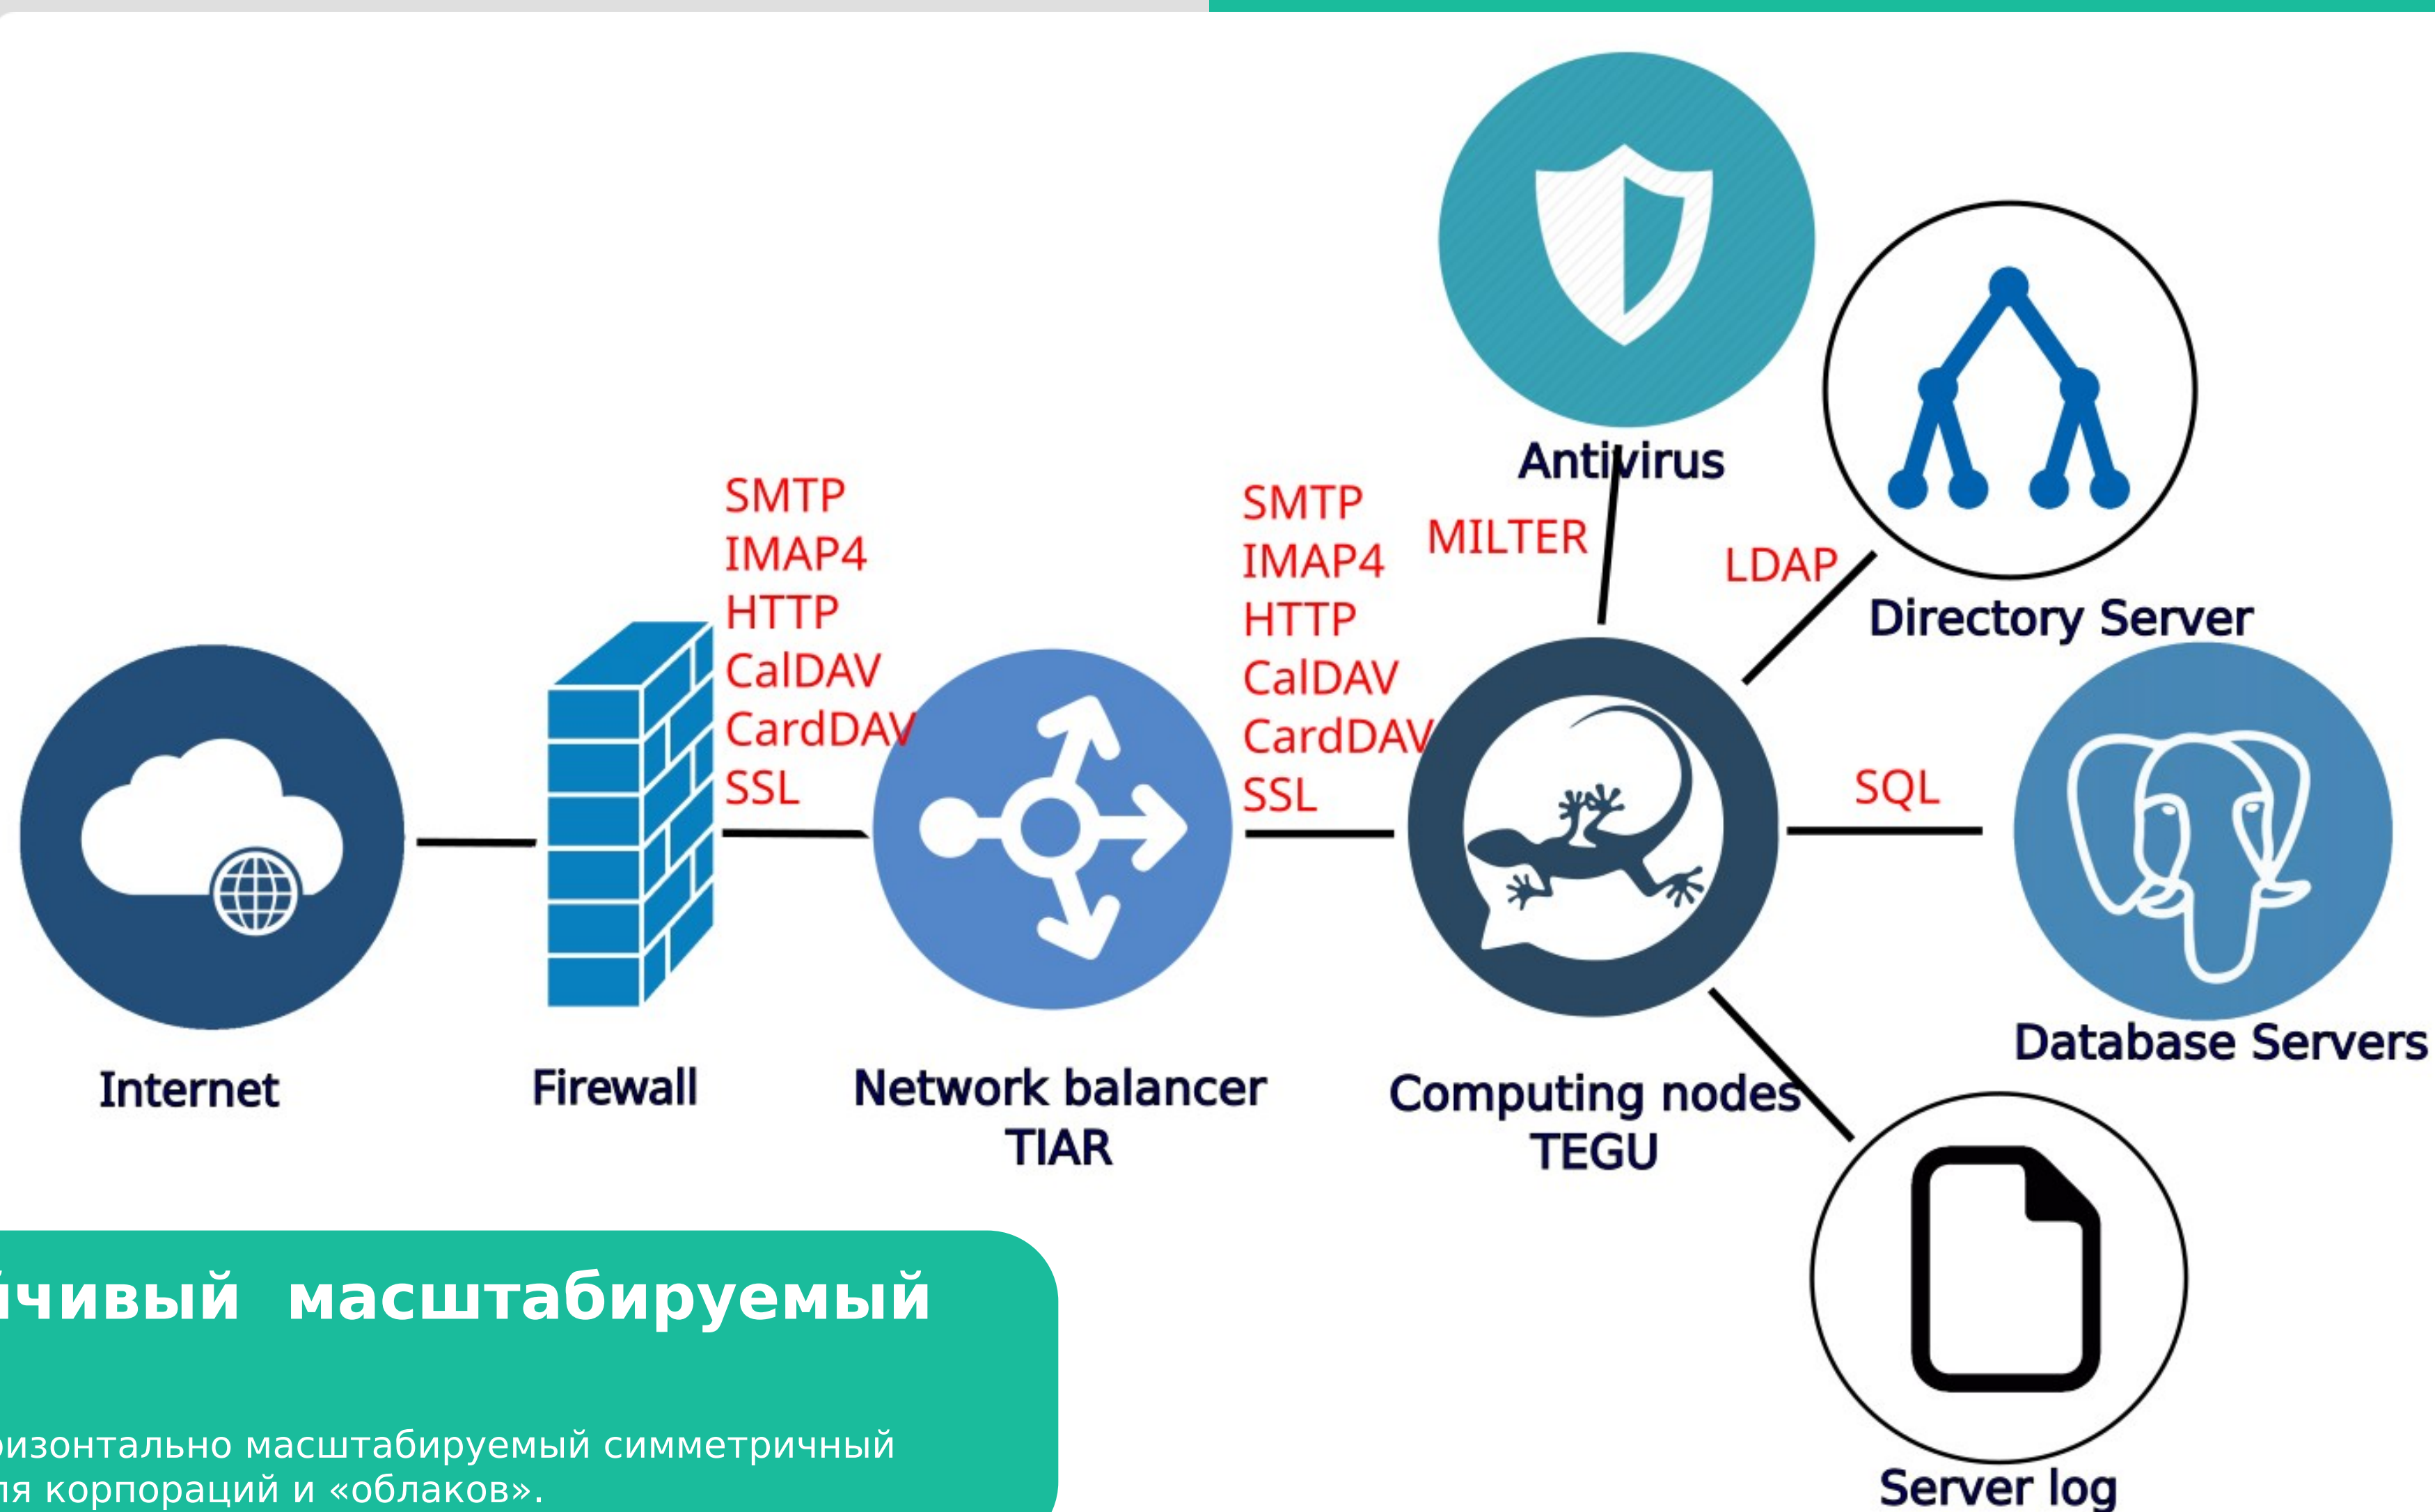 Antivirus
SMTP
IMAP4
HTTP
CalDAV
CardDAV
SSL
SMTP
IMAP4
HTTP
CalDAV
CardDAV
SSL
MILTER
LDAP
Directory Server
SQL
Database Servers
Internet
Firewall
Network balancer
TIAR
Computing nodes
TEGU
масштабируемый
масштабируемый симметричный
корпораций и «облаков».
Server log